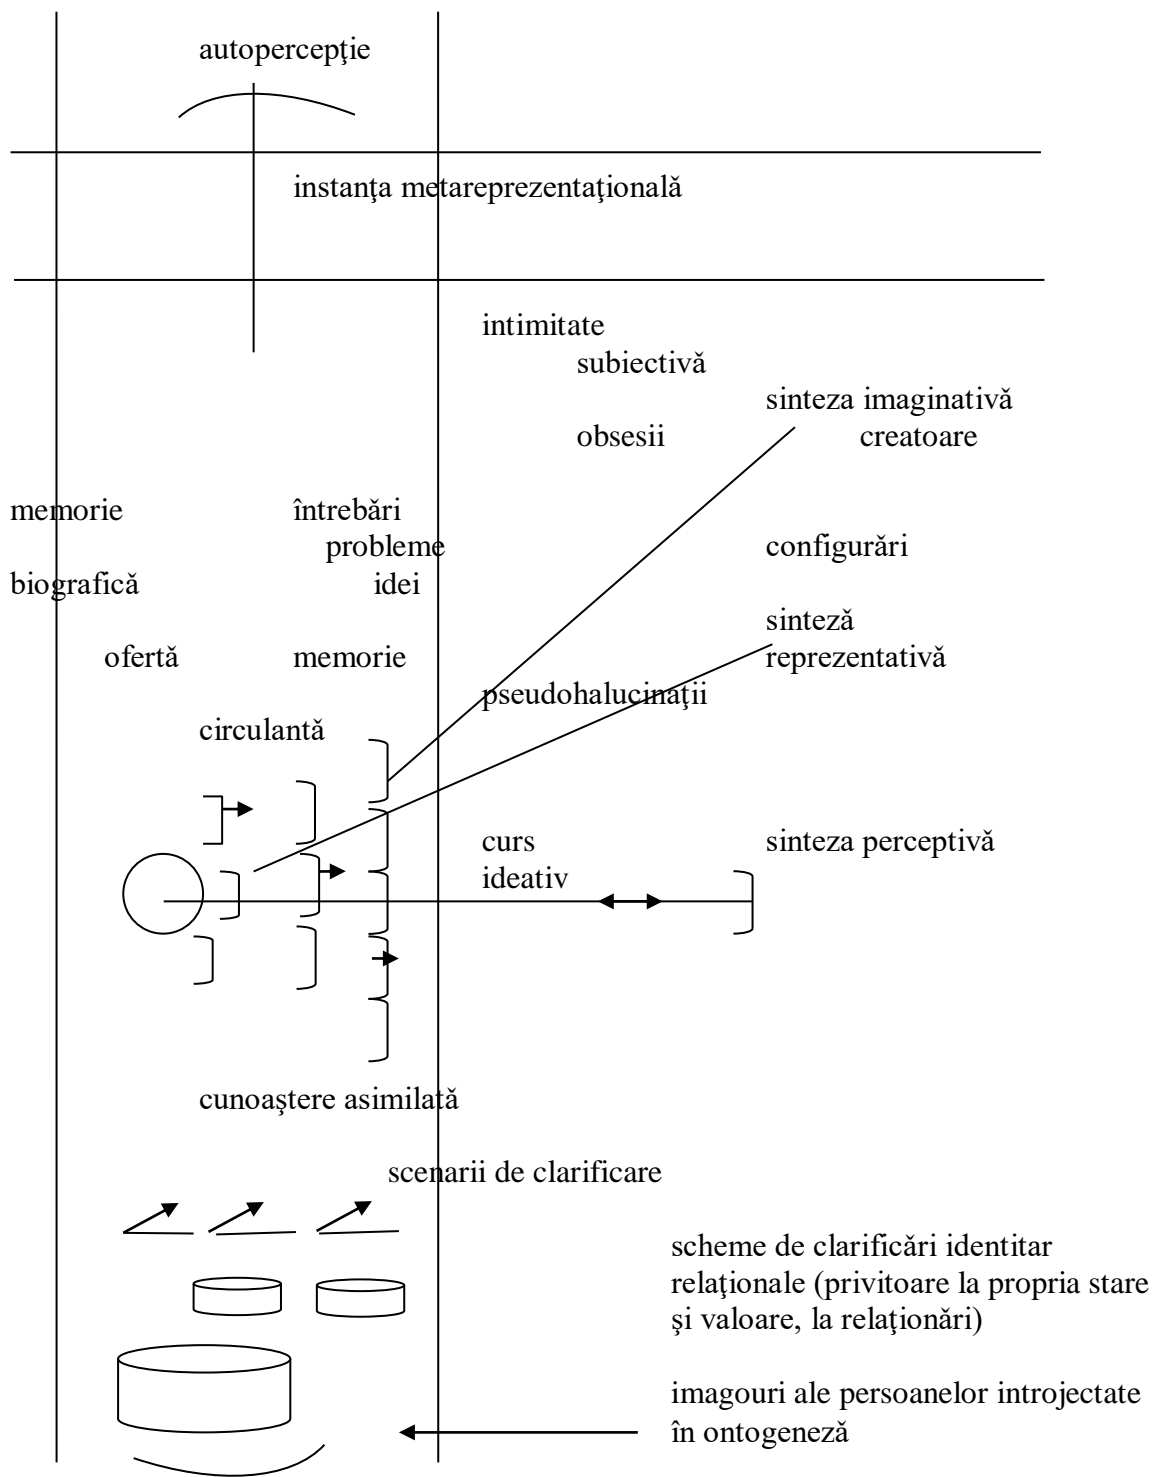 autopercepţie
instanţa metareprezentaţională
intimitate
subiectivă
sinteza imaginativă
obsesii creatoare
memorie întrebări
probleme configurări
biografică idei
sinteză
ofertă memorie reprezentativă
pseudohalucinaţii
circulantă
curs sinteza perceptivă
ideativ
cunoaştere asimilată
scenarii de clarificare
scheme de clarificări identitar
relaţionale (privitoare la propria stare
şi valoare, la relaţionări)
imagouri ale persoanelor introjectate
în ontogeneză